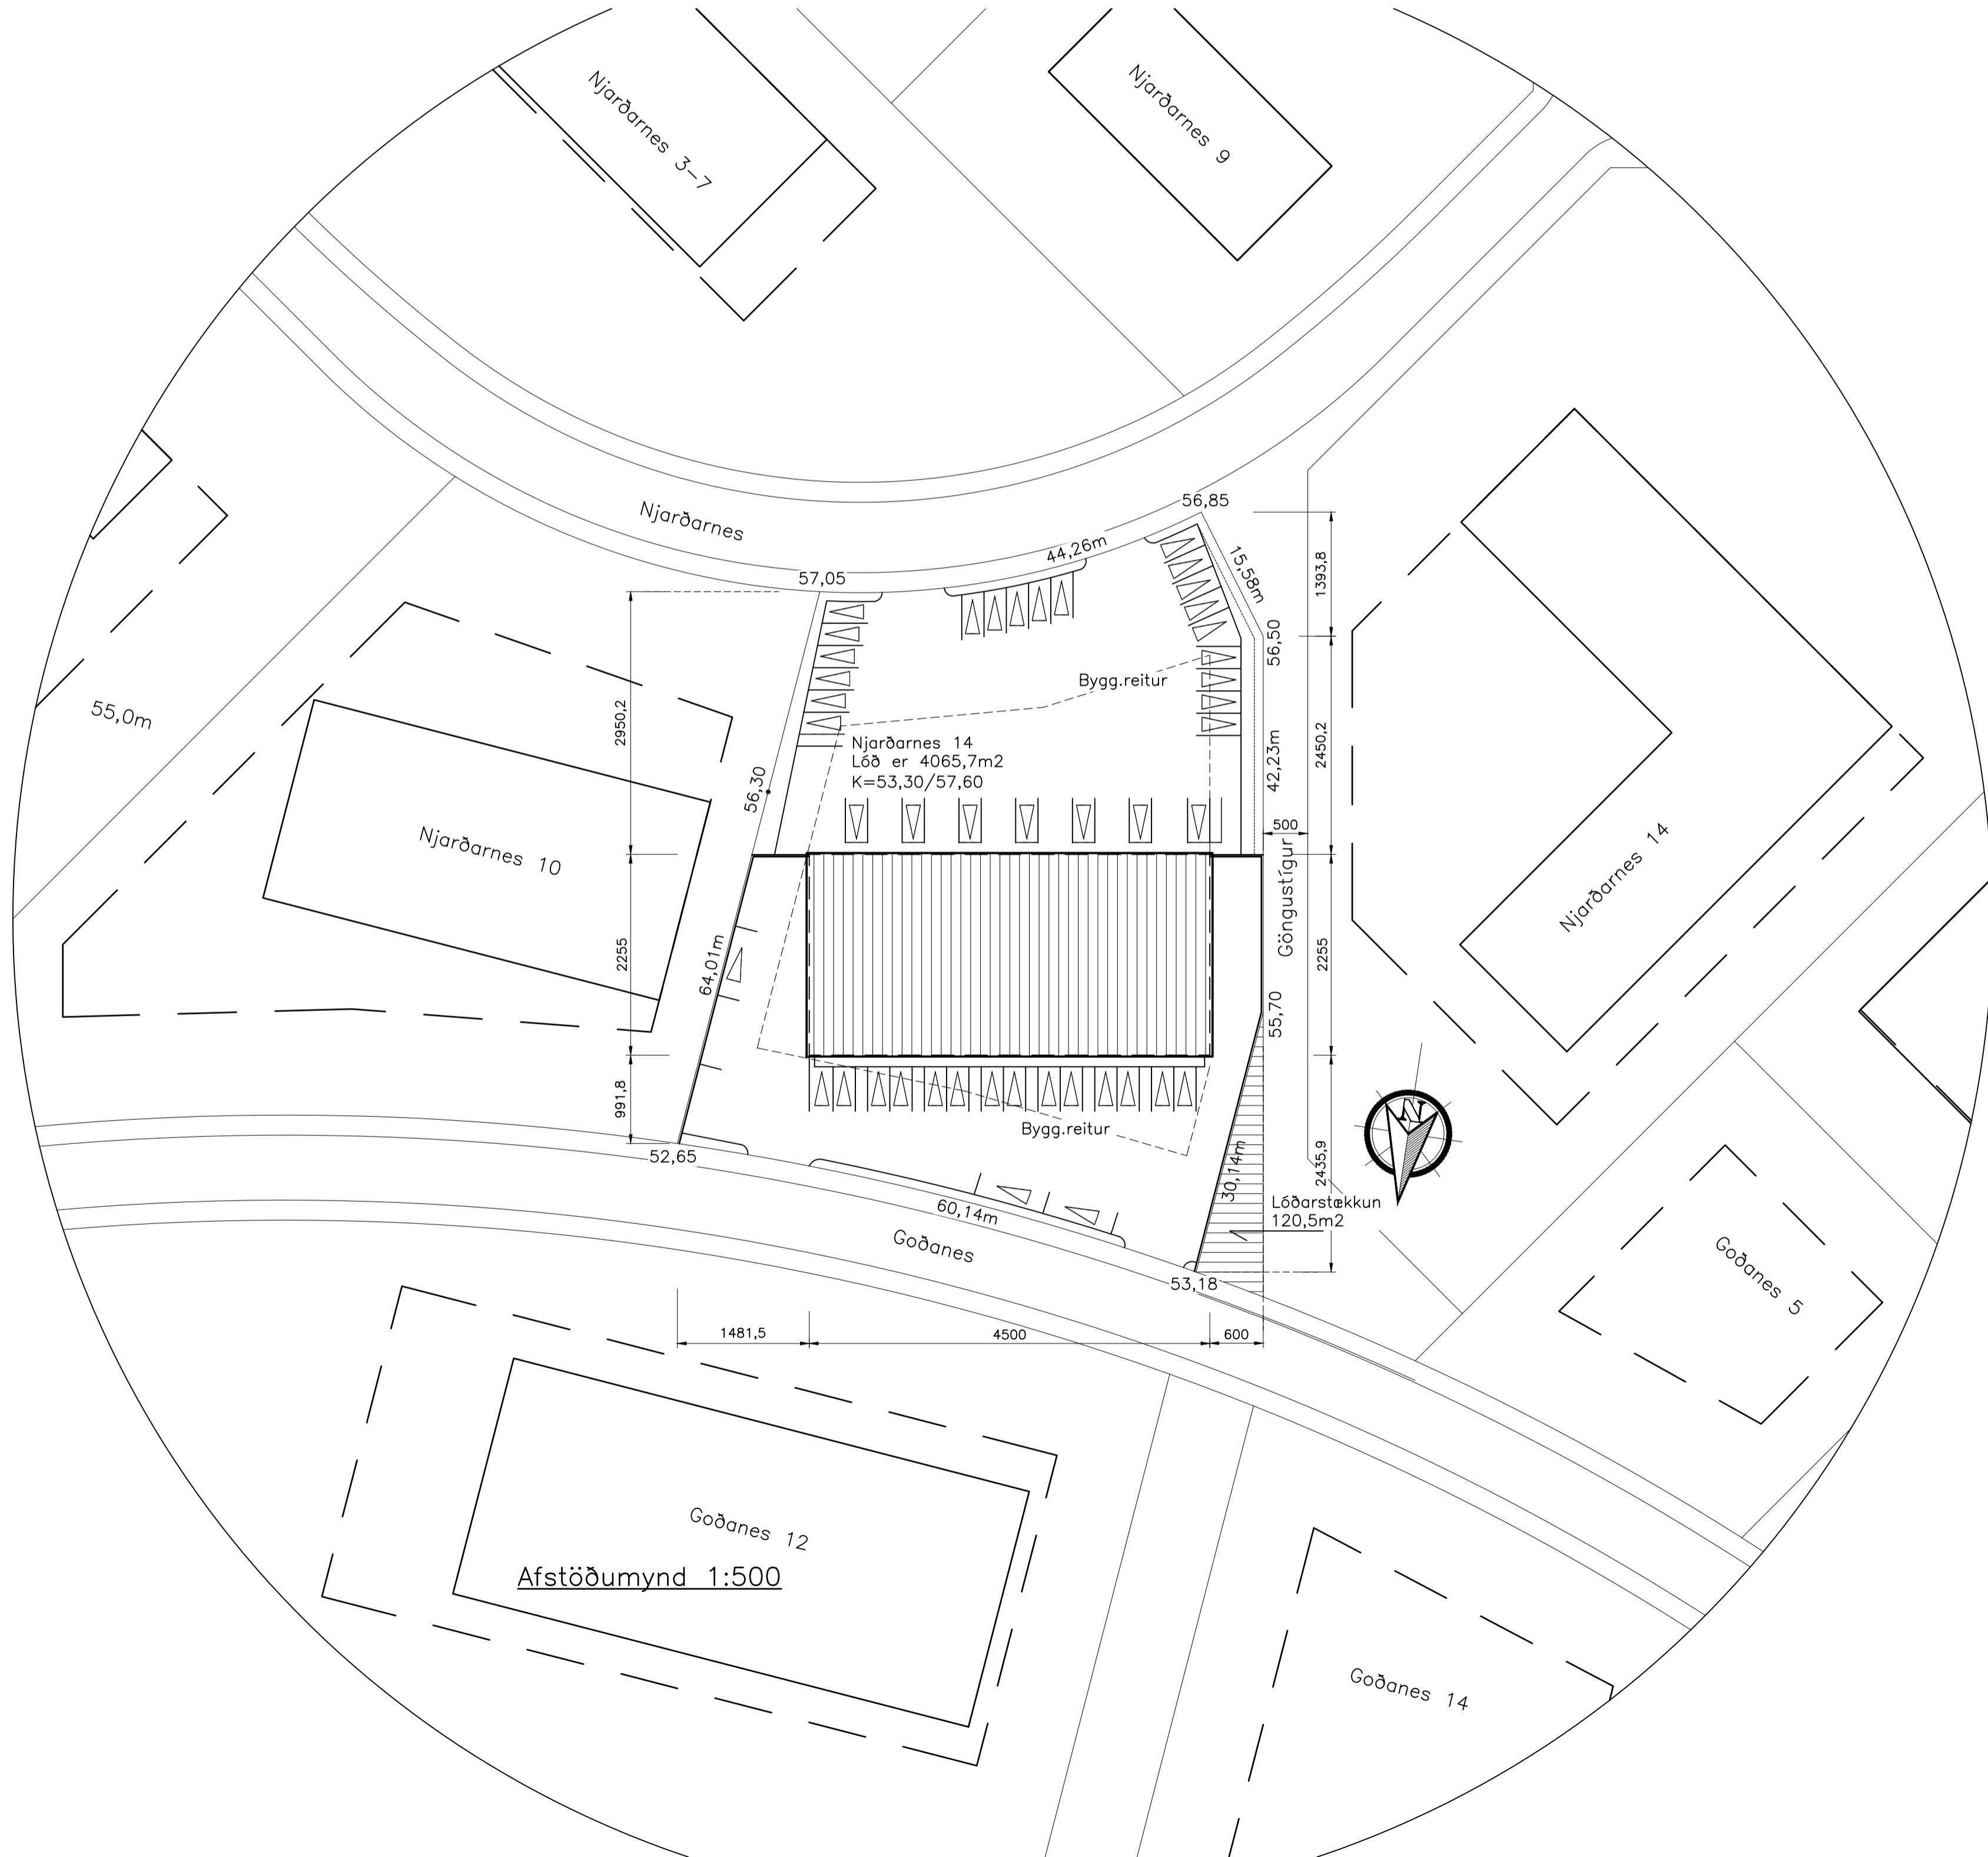 Njarðarnes 3-7
Njarðarnes 9
Njarðarnes
56,85
44,26m
15,58m
1393,8
57,05
56,50
55,0m
2950,2
Bygg.reitur
2450,2
Njarðarnes 14
Lóð er 4065,7m2
K=53,30/57,60
42,23m
56,30
500
Njarðarnes 10
Göngustígur
Njarðarnes 14
2255
64,01m
2255
55,70
991,8
Bygg.reitur
N
52,65
30,14m
2435,9
Lóðarstækkun
120,5m2
60,14m
Goðanes
53,18
Goðanes 5
1481,5
4500
600
Goðanes 12
Afstöðumynd 1:500
Goðanes 14